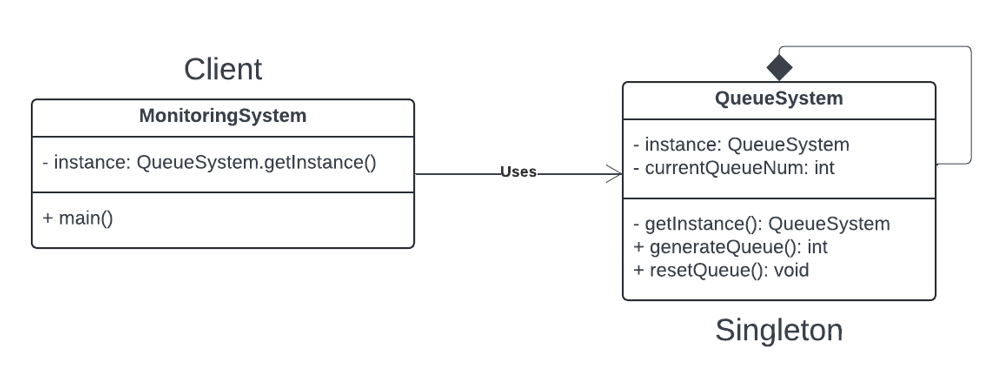 Client
MonitoringSystem
- instance: QueueSystem.getInstance()
+ main()
Uses
QueueSystem
- instance: QueueSystem
- currentQueueNum: int
- getInstance(): QueueSystem
+ generateQueue(): int
+ resetQueue(): void
Singleton